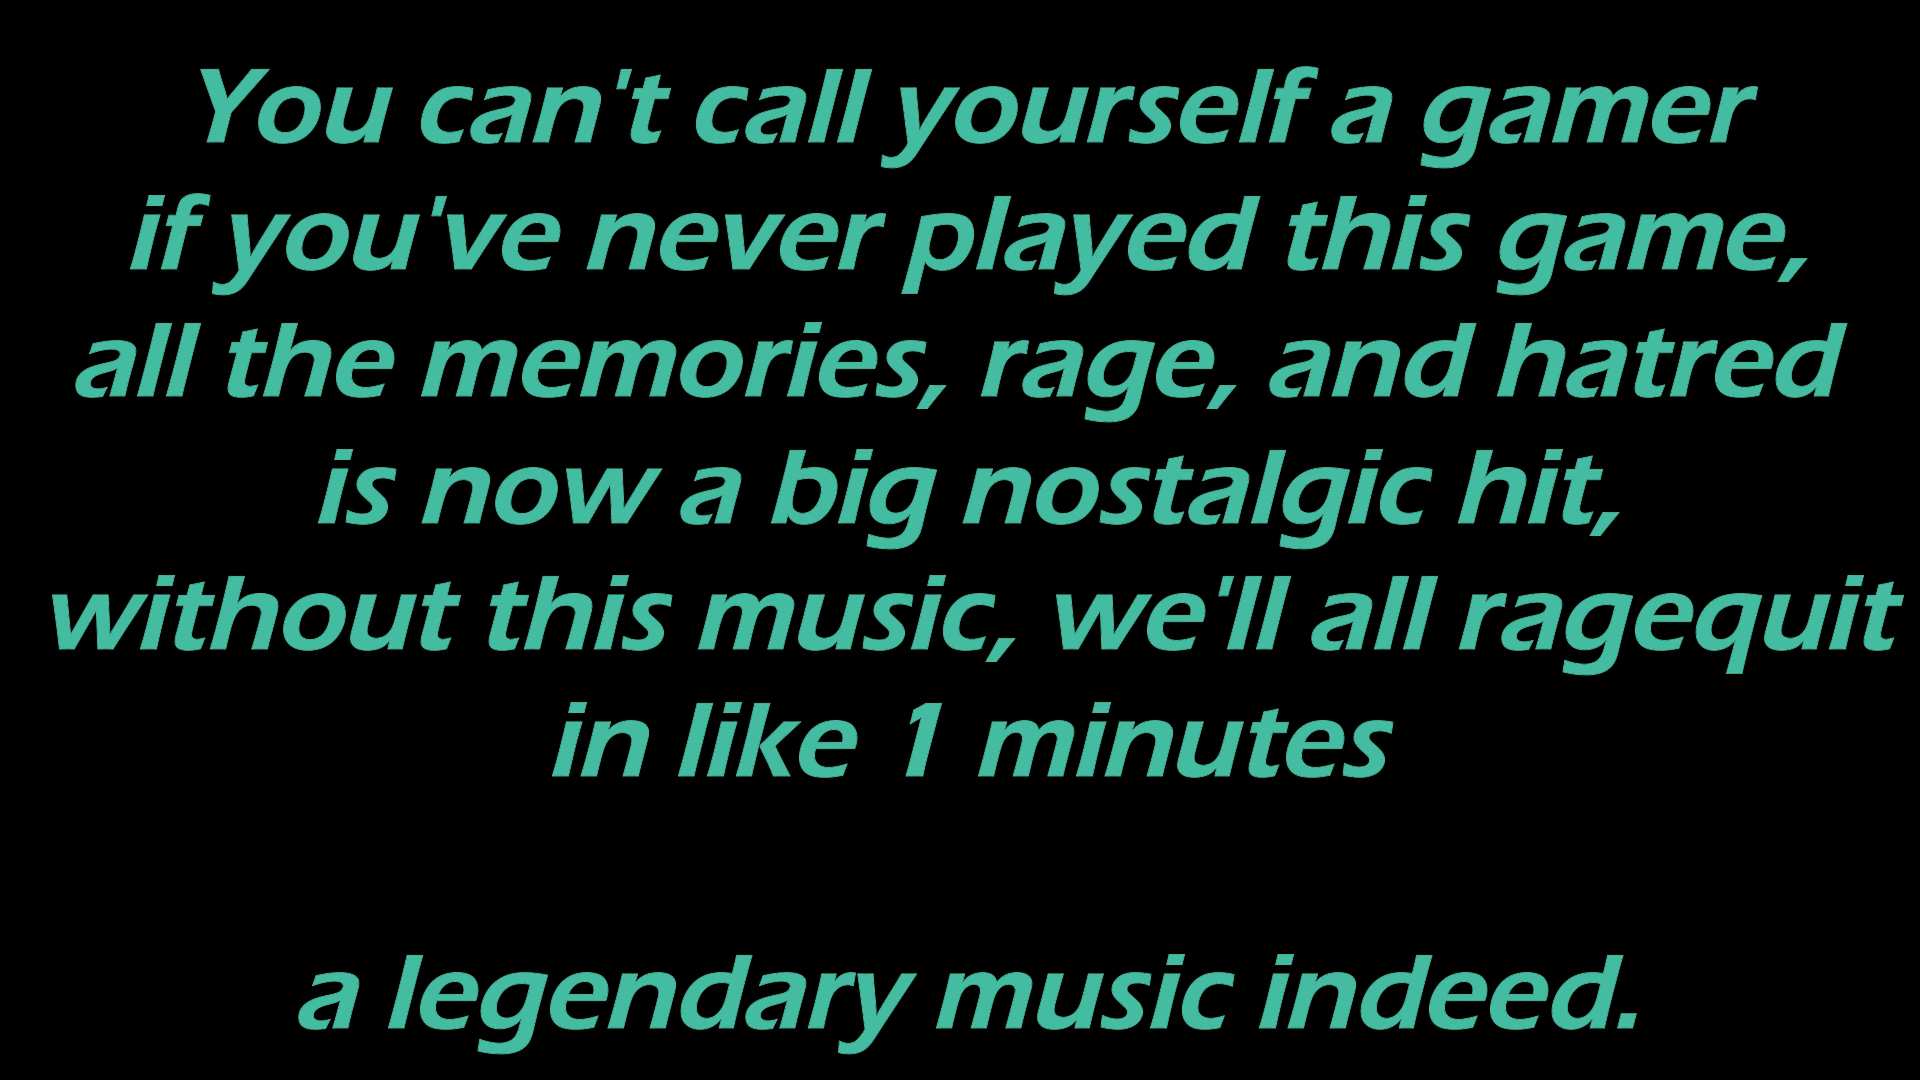 You can't call yourself a gamer
if you've never played this game,
all the memories, rage, and hatred
is now a big nostalgic hit,
without this music, we'll all ragequit
in like 1 minutes
a legendary music indeed.